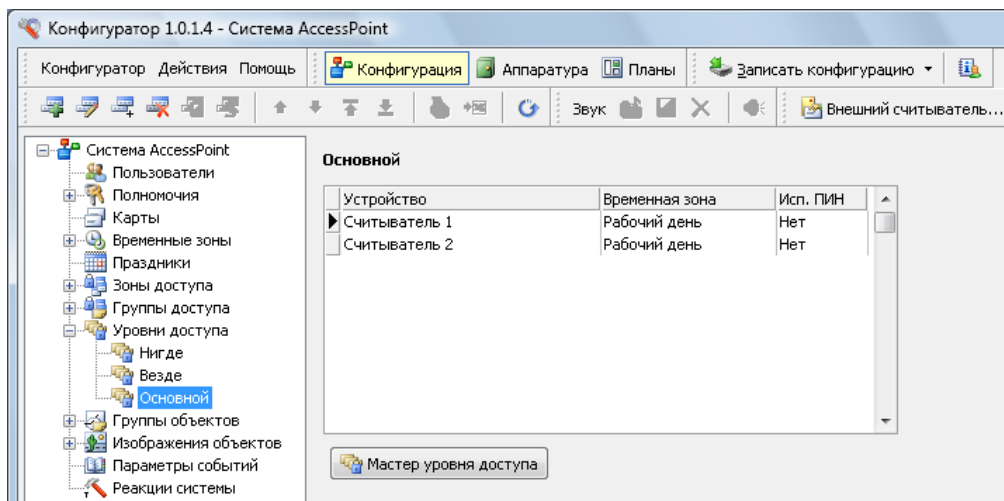 Конфигуратор 1.0.1.4 - Система AccessPoint
Конфигуратор Действия Помощь Конфигурация Аппаратура Планы Записать конфигурацию
Звук Внешний считыватель...
Система AccessPoint
Пользователи
Полномочия
Карты
Временные зоны
Праздники
Зоны доступа
Группы доступа
Уровни доступа
Нигде
Везде
Основной
Группы объектов
Изображения объектов
Параметры событий
Реакции системы
Основной
Устройство Временная зона Исп. ПИН
Считыватель 1 Рабочий день Нет
Считыватель 2 Рабочий день Нет
Мастер уровня доступа